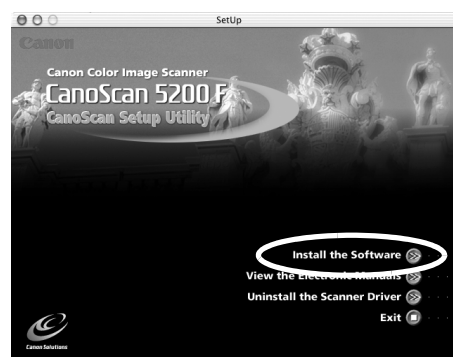 SetUp
Canon
Canon Color Image Scanner
CanoScan 5200 F
CanoScan Setup Utility
Install the Software
View the Electronic Manuals
Uninstall the Scanner Driver
Exit
Canon Solutions